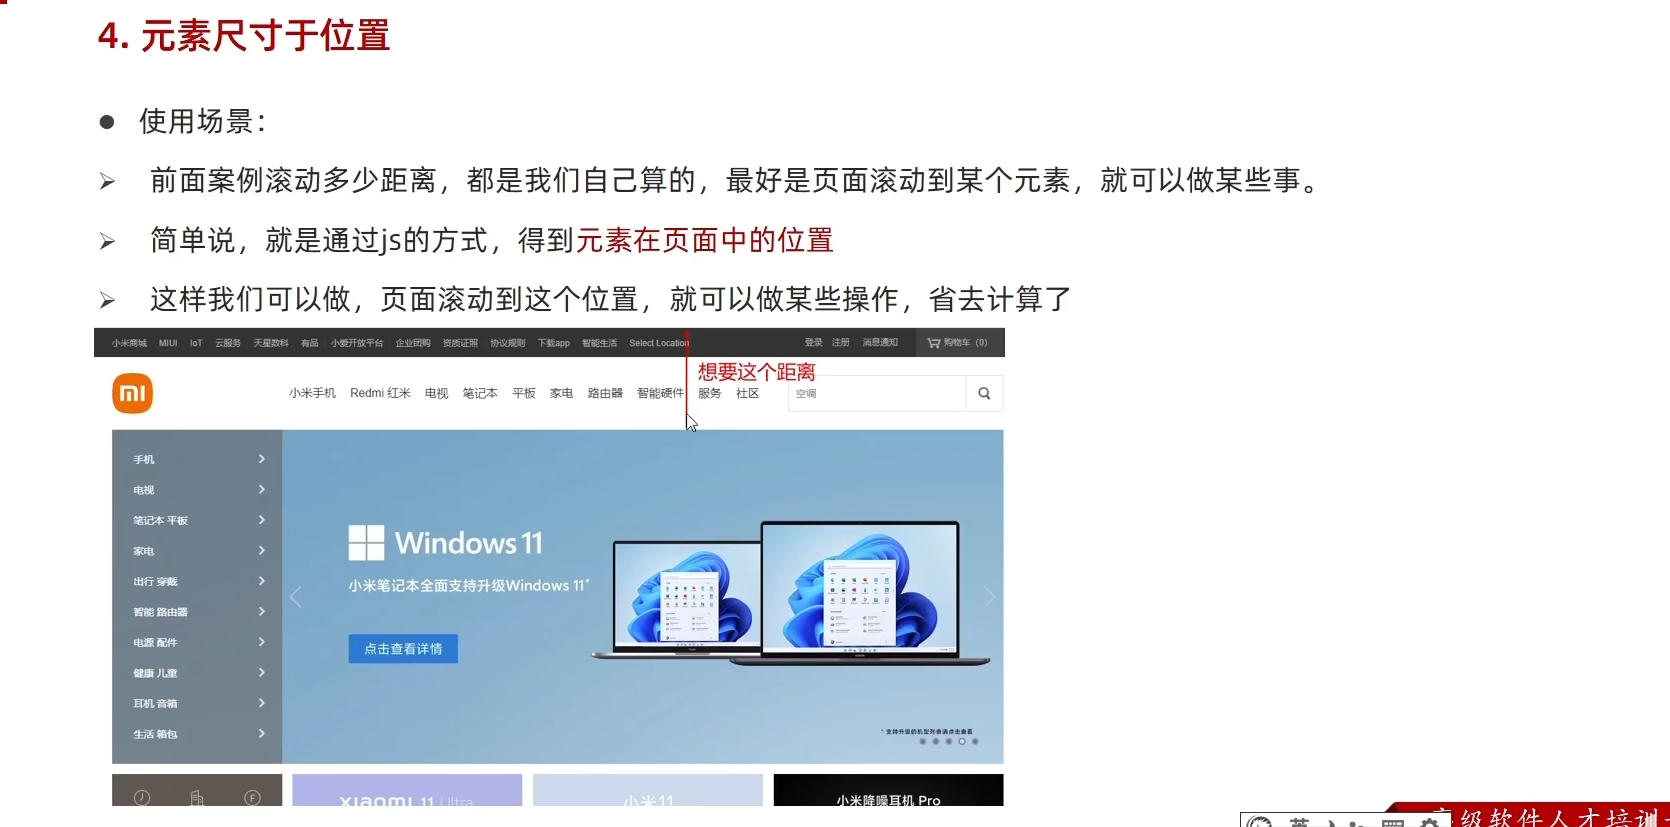 4. 元素尺寸于位置
使用场景：
前面案例滚动多少距离，都是我们自己算的，最好是页面滚动到某个元素，就可以做某些事。
简单说，就是通过js的方式，得到元素在页面中的位置
这样我们可以做，页面滚动到这个位置，就可以做某些操作，省去计算了
小米商城 MIUI IoT 云服务 天星数科 有品 小爱开放平台 企业团购 资质证照 协议规则 下载app 智能生活 Select Location 登录 注册 消息通知 购物车（0）
想要这个距离
小米手机 Redmi 红米 电视 笔记本 平板 家电 路由器 智能硬件 服务 社区 空调
手机
电视
笔记本 平板
家电
出行 穿戴
智能 路由器
电源 配件
健康 儿童
耳机 音箱
生活 箱包
Windows 11
小米笔记本全面支持升级Windows 11*
点击查看详情
* 支持升级的机型列表请点击查看
xiaomi 11 Ultra 小米11 小米降噪耳机 Pro
英
高级软件人才培训